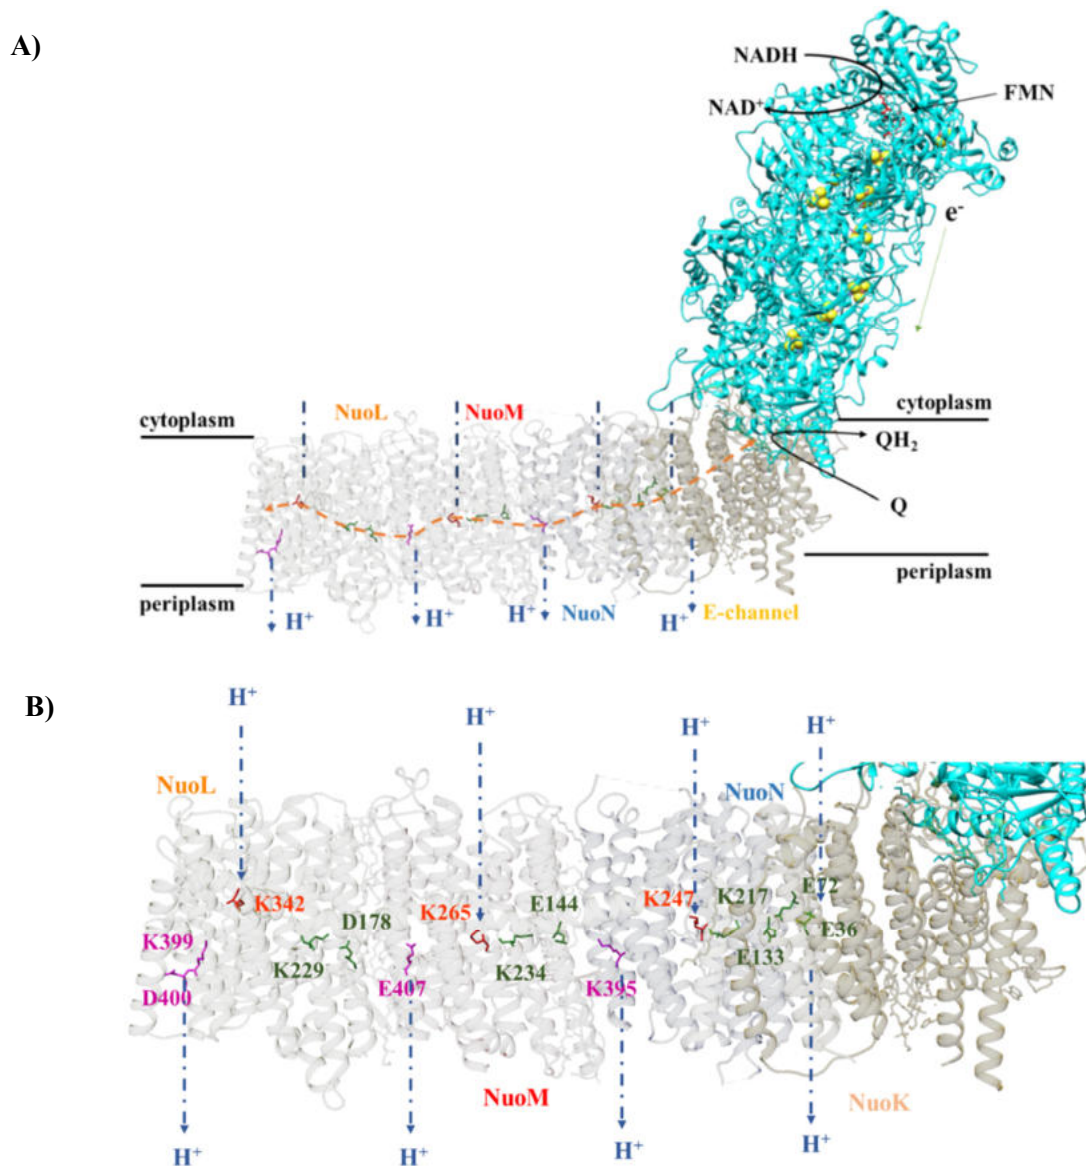 A)
NADH
NAD+
FMN
e-
cytoplasm
NuoL
NuoM
cytoplasm
QH₂
Q
periplasm
periplasm
H+
H+
H+
NuoN
H+
E-channel
B)
H+
H+
H+
H+
NuoL
NuoN
K342
D178
K265
E144
K247
K217
E72
K399
E36
D400
K229
E407
K234
K395
E133
NuoM
NuoK
H+
H+
H+
H+